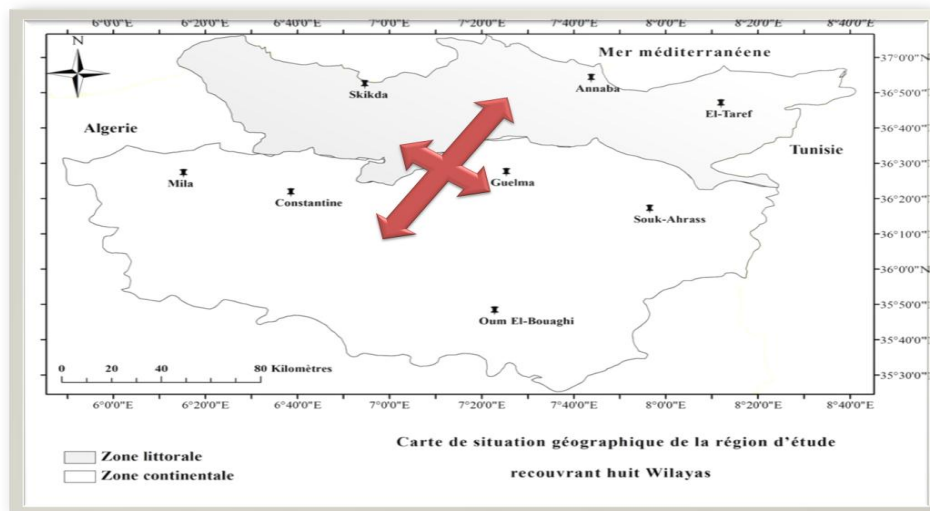 6°0'0"E 6°20'0"E 6°40'0"E 7°0'0"E 7°20'0"E 7°40'0"E 8°0'0"E 8°20'0"E 8°40'0"E
N
Mer méditerranéene
37°0'0"N
Skikda
Annaba
36°50'0"N
El-Taref
Algerie
36°40'0"N
Tunisie
36°30'0"N
Mila
Guelma
Constantine
36°20'0"N
Souk-Ahrass
36°10'0"N
36°0'0"N
35°50'0"N
Oum El-Bouaghi
35°40'0"N
0 20 40 80 Kilomètres
35°30'0"N
6°0'0"E 6°20'0"E 6°40'0"E 7°0'0"E 7°20'0"E 7°40'0"E 8°0'0"E 8°20'0"E 8°40'0"E
Zone littorale
Zone continentale
Carte de situation géographique de la région d'étude
recouvrant huit Wilayas